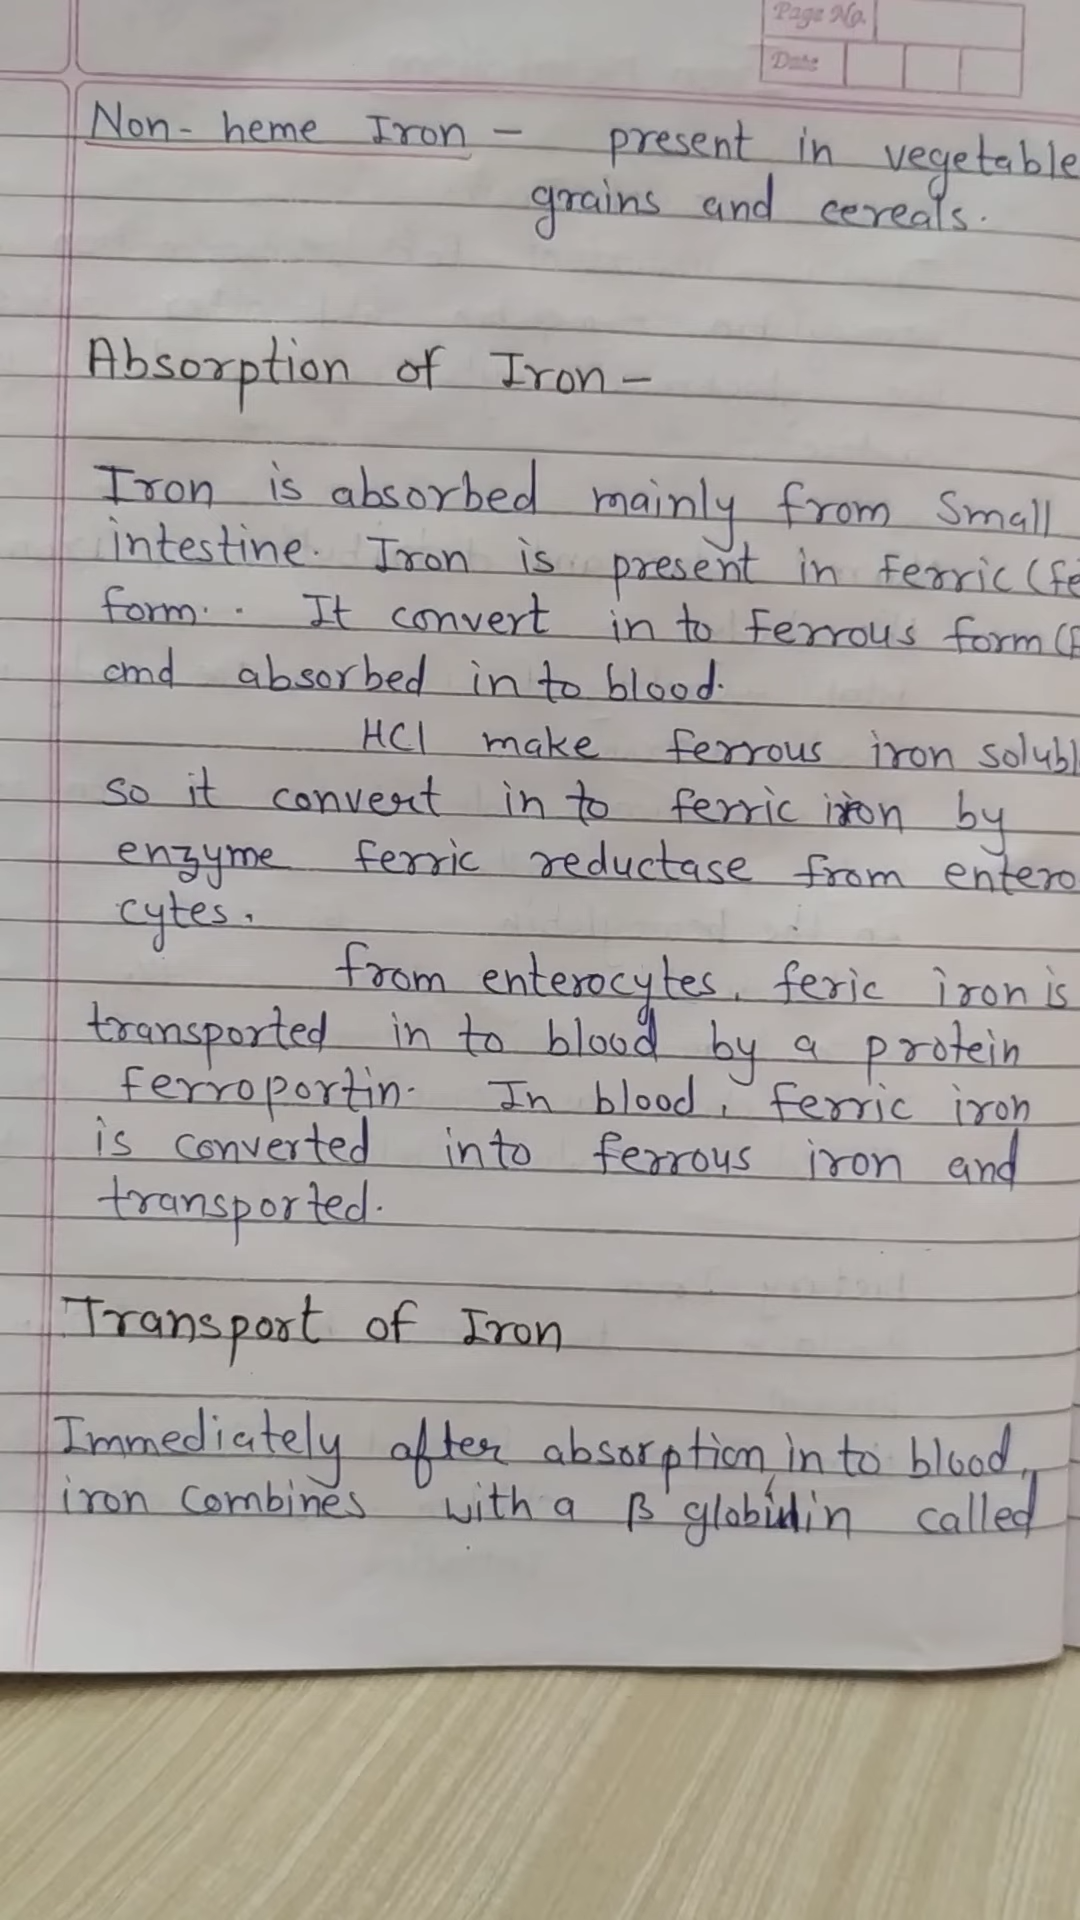 Page No.
Date
Non-heme Iron - present in vegetable
grains and cereals.
Absorption of Iron -
Iron is absorbed mainly from Small
intestine. Iron is present in ferric (fe
form.. It convert in to ferrous form (F
and absorbed in to blood.
HCl make ferrous iron solubl
so it convert in to ferric iron by
enzyme ferric reductase from entero
cytes.
from enterocytes, feric iron is
transported in to blood by a protein
ferroportin. In blood, ferric iron
is converted into ferrous iron and
transported.
Transport of Iron
Immediately after absorption in to blood,
iron combines with a β called